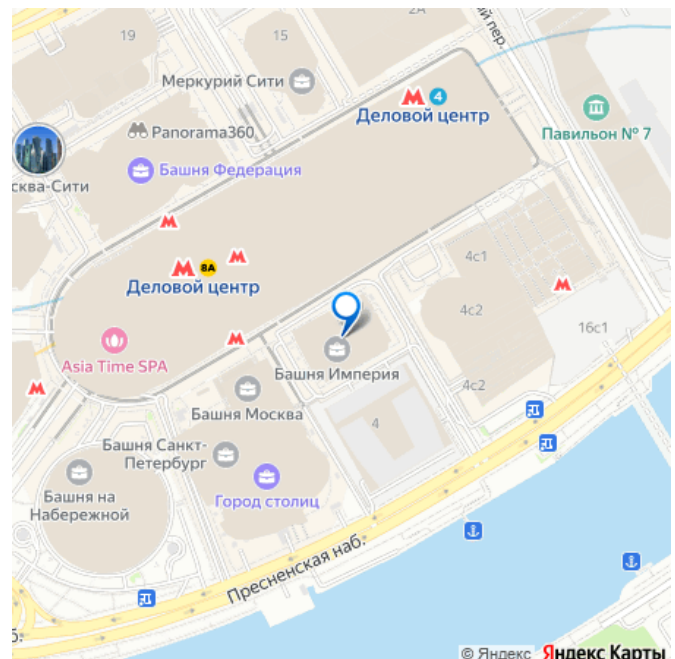 2А
ый пер.
19
15
Меркурий Сити
4
Деловой центр
Panorama360
Павильон № 7
сква-Сити
Башня Федерация
4с1
8А
Деловой центр
4с2
16с1
Asia Time SPA
Башня Империя
4с2
Башня Москва
4
Башня Санкт-
Петербург
Башня на
Набережной
Город столиц
Пресненская наб.
б.
© Яндекс Яндекс Карты